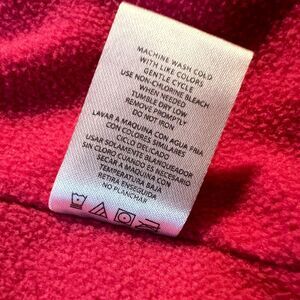 MACHINE WASH COLD
WITH LIKE COLORS
GENTLE CYCLE
USE NON-CHLORINE BLEACH
WHEN NEEDED
TUMBLE DRY LOW
REMOVE PROMPTLY
DO NOT IRON
LAVAR A MAQUINA CON AGUA FRIA
CON COLORES SIMILARES
CICLO DELICADO
USAR SOLAMENTE BLANQUEADOR
SIN CLORO CUANDO ES NECESARIO
SECAR A MAQUINA CON
TEMPERATURA BAJA
RETIRA ENSEGUIDA
NO PLANCHAR